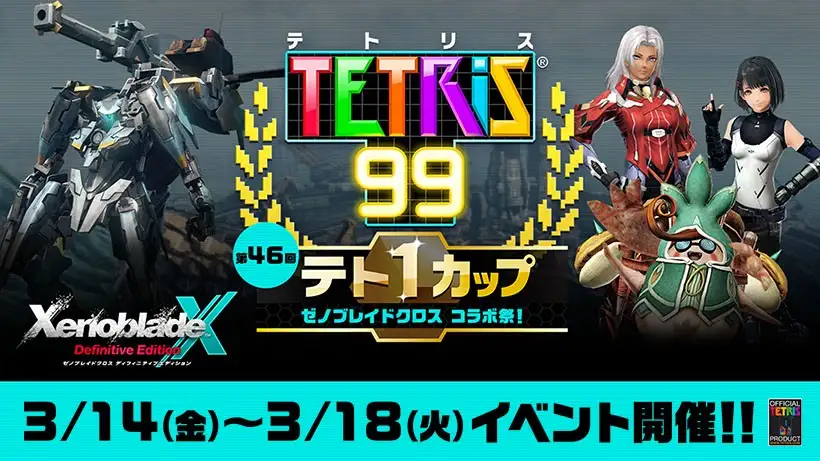 テトリス
TETRIS®
99
第46回
テト1カップ
ゼノブレイドクロス コラボ祭!
Xenoblade X
Definitive Edition
ゼノブレイドクロス ディフィニティブ エディション
3/14(金)～3/18(火)イベント開催!!
OFFICIAL
TETRIS
PRODUCT